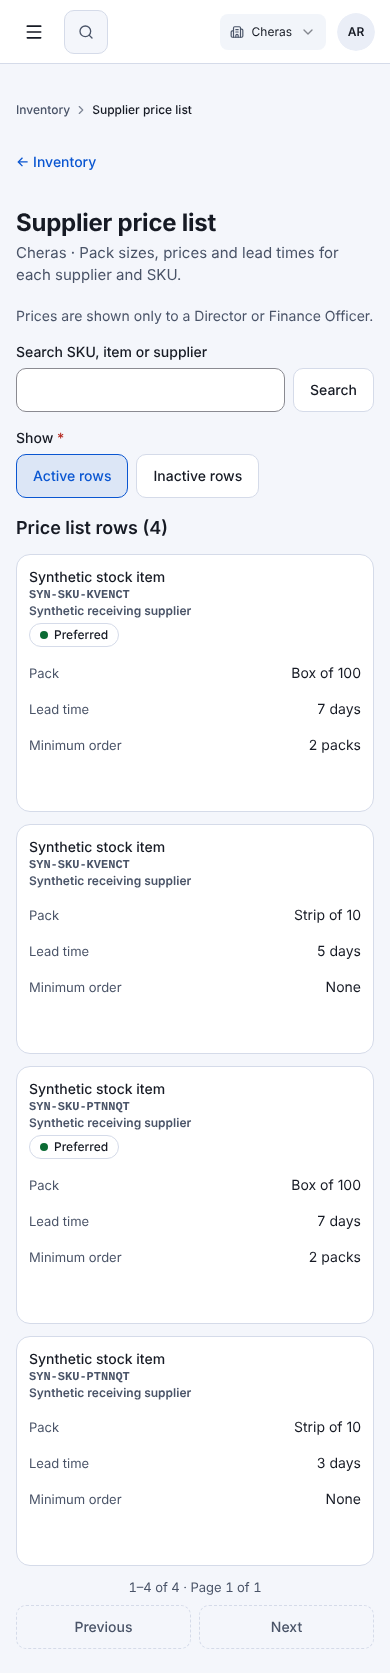 Cheras
AR
Inventory > Supplier price list
← Inventory
Supplier price list
Cheras · Pack sizes, prices and lead times for
each supplier and SKU.
Prices are shown only to a Director or Finance Officer.
Search SKU, item or supplier
Search
Show *
Active rows
Inactive rows
Price list rows (4)
Synthetic stock item
SYN-SKU-KVENCT
Synthetic receiving supplier
Preferred
Pack Box of 100
Lead time 7 days
Minimum order 2 packs
Synthetic stock item
SYN-SKU-KVENCT
Synthetic receiving supplier
Pack Strip of 10
Lead time 5 days
Minimum order None
Synthetic stock item
SYN-SKU-PTNNQT
Synthetic receiving supplier
Preferred
Pack Box of 100
Lead time 7 days
Minimum order 2 packs
Synthetic stock item
SYN-SKU-PTNNQT
Synthetic receiving supplier
Pack Strip of 10
Lead time 3 days
Minimum order None
1–4 of 4 · Page 1 of 1
Previous
Next